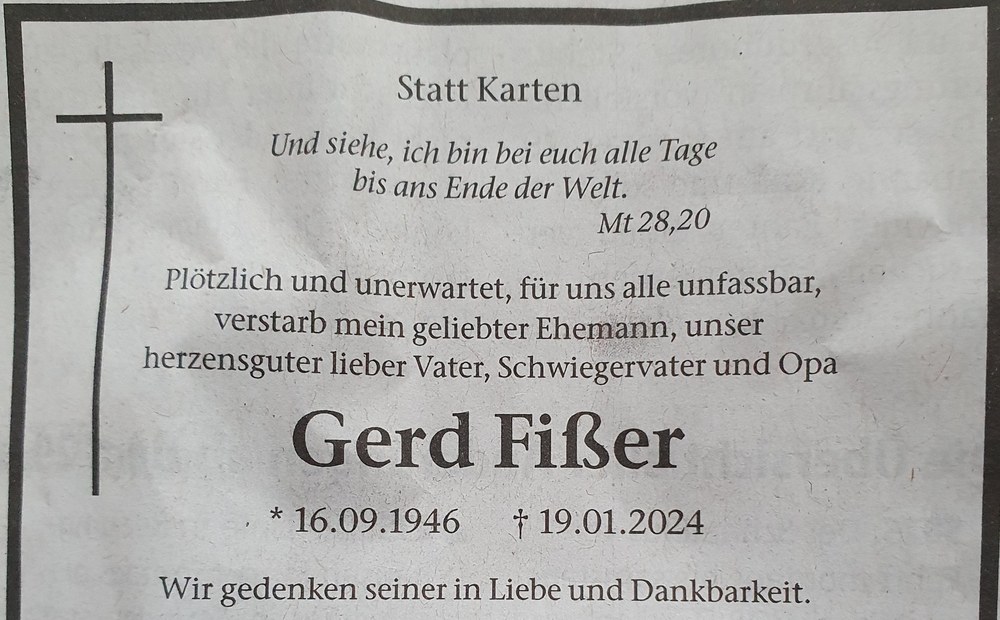 Statt Karten
Und siehe, ich bin bei euch alle Tage
bis ans Ende der Welt.
Mt 28,20
Plötzlich und unerwartet, für uns alle unfassbar,
verstarb mein geliebter Ehemann, unser
herzensguter lieber Vater, Schwiegervater und Opa
Gerd Fißer
* 16.09.1946 † 19.01.2024
Wir gedenken seiner in Liebe und Dankbarkeit.